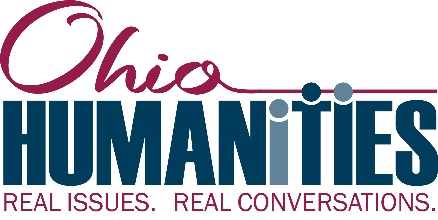 Ohio
HUMANiTiES
REAL ISSUES. REAL CONVERSATIONS.